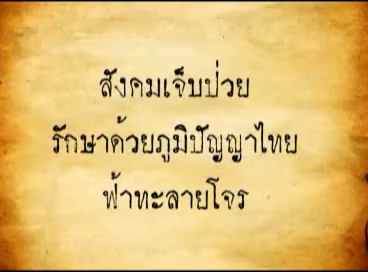 สังคมเจ็บป่วย
รักษาด้วยภูมิปัญญาไทย
ฟ้าทะลายโจร